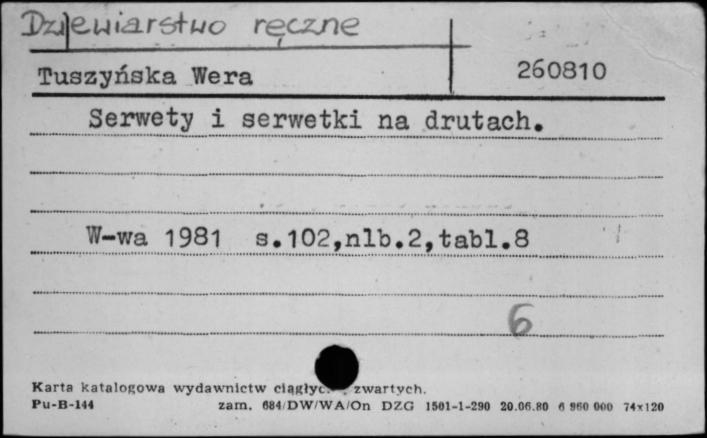 Dziewiarstwo ręczne
Tuszyńska Wera 260810
Serwety i serwetki na drutach.
W-wa 1981 s.102,nlb.2,tabl.8
6
Karta katalogowa wydawnictw zwartych.
Pu-B-144 zam. 684/DW/WA/On DZG 1501-1-290 20.06.80 6 960 000 74x120